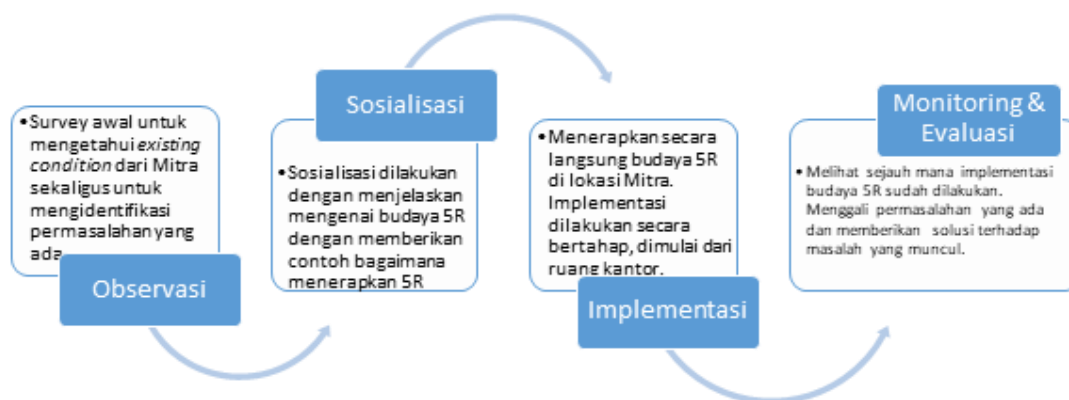 •Survey awal untuk
mengetahui existing
condition dari Mitra
sekaligus untuk
mengidentifikasi
permasalahan yang
ada
Observasi
Sosialisasi
•Sosialisasi dilakukan
dengan menjelaskan
mengenai budaya 5R
dengan memberikan
contoh bagaimana
menerapkan 5R
•Menerapkan secara
langsung budaya 5R
di lokasi Mitra.
Implementasi
dilakukan secara
bertahap, dimulai dari
ruang kantor.
Implementasi
Monitoring &
Evaluasi
• Melihat sejauh mana implementasi
budaya 5R sudah dilakukan.
Menggali permasalahan yang ada
dan memberikan solusi terhadap
masalah yang muncul.